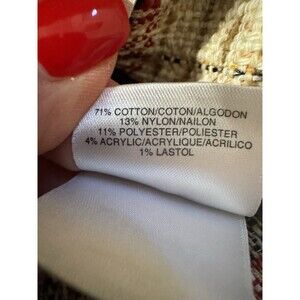 71% COTTON/COTON/ALGODON
13% NYLON/NAILON
11% POLYESTER/POLIESTER
4% ACRYLIC/ACRYLIQUE/ACRILICO
1% LASTOL